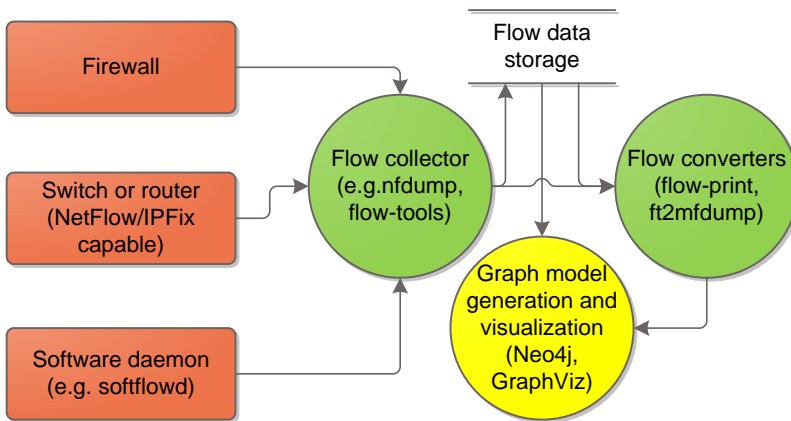 Firewall
Flow data
storage
Flow collector
(e.g.nfdump,
flow-tools)
Flow converters
(flow-print,
ft2mfdump)
Switch or router
(NetFlow/IPFix
capable)
Graph model
generation and
visualization
(Neo4j,
GraphViz)
Software daemon
(e.g. softflowd)